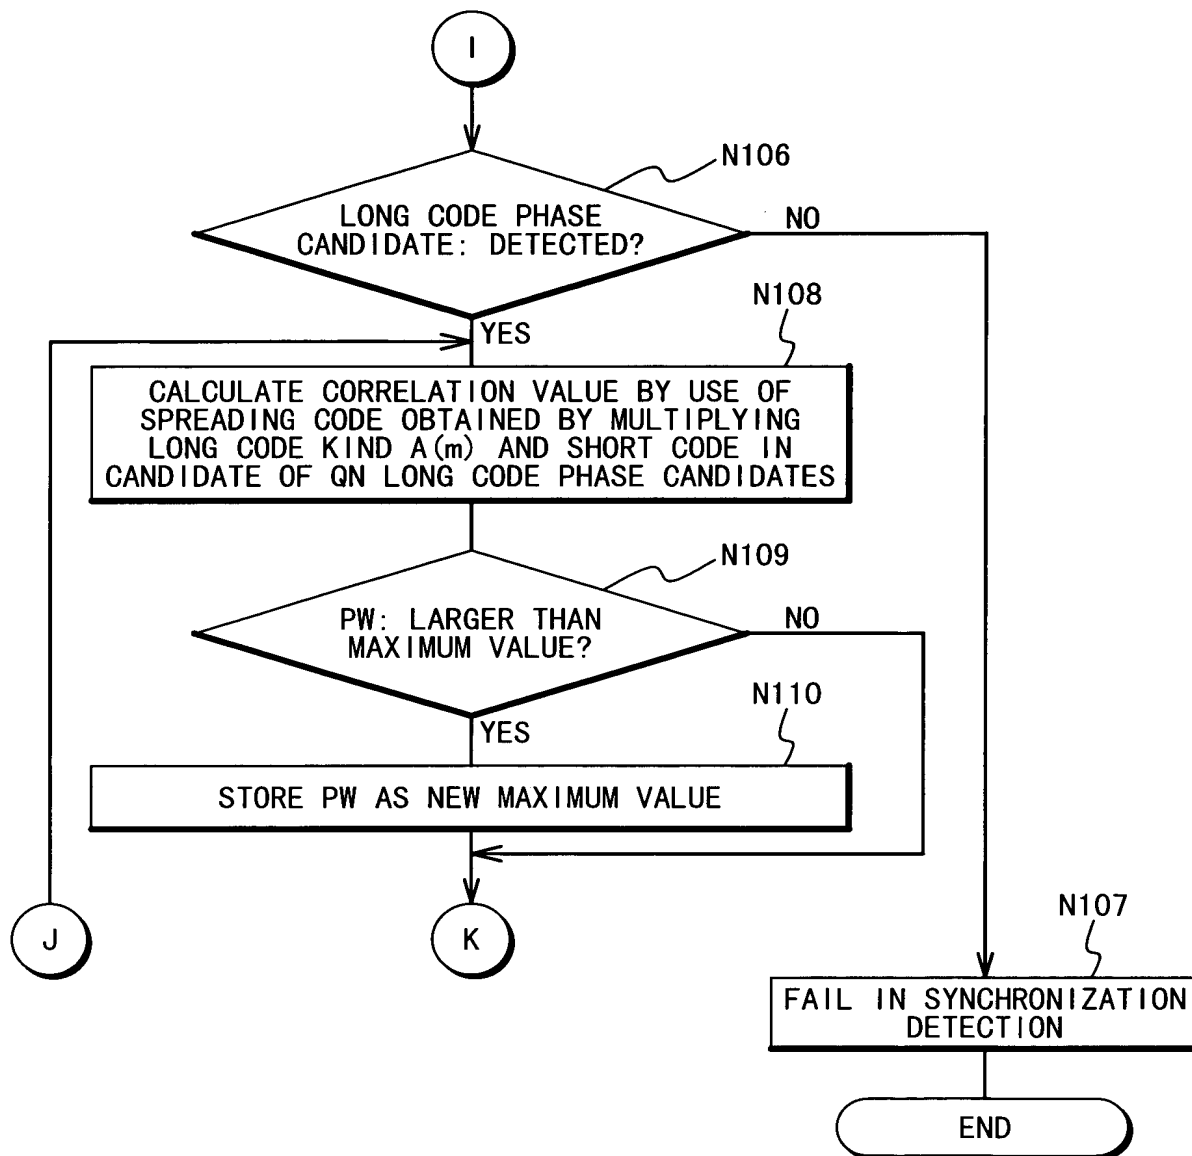 I
N106
LONG CODE PHASE
CANDIDATE: DETECTED?
NO
YES
N108
CALCULATE CORRELATION VALUE BY USE OF
SPREADING CODE OBTAINED BY MULTIPLYING
LONG CODE KIND A(m) AND SHORT CODE IN
CANDIDATE OF QN LONG CODE PHASE CANDIDATES
N109
PW: LARGER THAN
MAXIMUM VALUE?
NO
YES
N110
STORE PW AS NEW MAXIMUM VALUE
J
K
N107
FAIL IN SYNCHRONIZATION
DETECTION
END